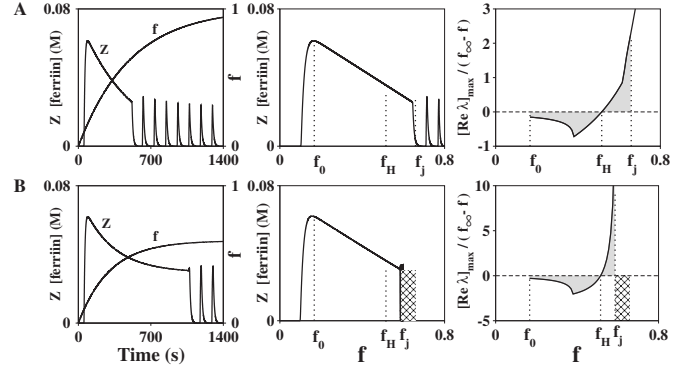 A
0.08
Z [ferriin] (M)
0
Z
f
1
f
0
700
1400
0.08
Z [ferriin] (M)
0
0
f0
fH
fj
0.8
3
2
1
0
-1
[Re λ]max / (f∞- f)
f0
fH
fj
0.8
B
0.08
Z [ferriin] (M)
0
Z
f
1
f
0
700
1400
Time (s)
0.08
Z [ferriin] (M)
0
0
f0
fH
fj
0.8
f
10
5
0
-5
[Re λ]max / (f∞- f)
0
f0
fH
fj
0.8
f